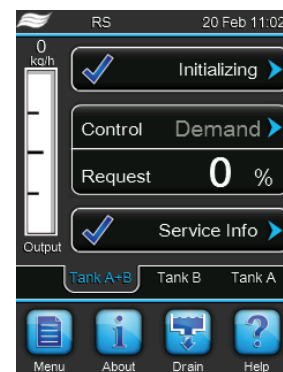 RS 20 Feb 11:02
0
kg/h
Initializing
Control Demand
Request 0 %
Service Info
Output
Tank A+B Tank B Tank A
Menu About Drain Help